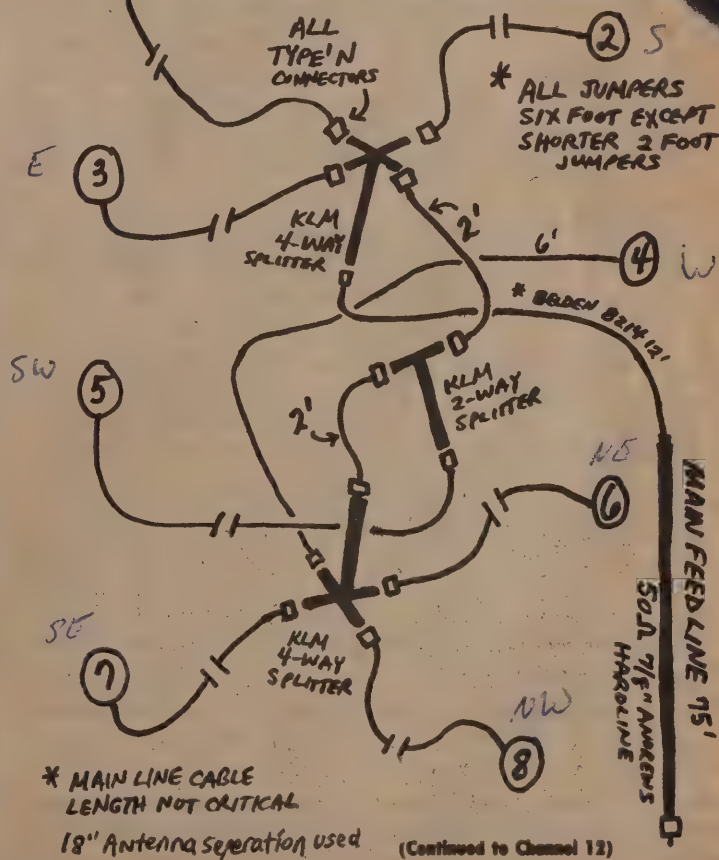 ALL
TYPE 'N
CONNECTORS
2 S
* ALL JUMPERS
SIX FOOT EXCEPT
SHORTER 2 FOOT
JUMPERS
E 3
KLM
4-WAY
SPLITTER
2'
6'
4 W
* BELDEN 8214 12'
SW 5
KLM
2-WAY
SPLITTER
2'
NE
6
MAIN FEED LINE 75'
50Ω 7/8" ANDREWS
HARDLINE
SE
7
KLM
4-WAY
SPLITTER
NW
8
* MAIN LINE CABLE
LENGTH NOT CRITICAL
18" Antenna seperation used
(Continued to Channel 12)